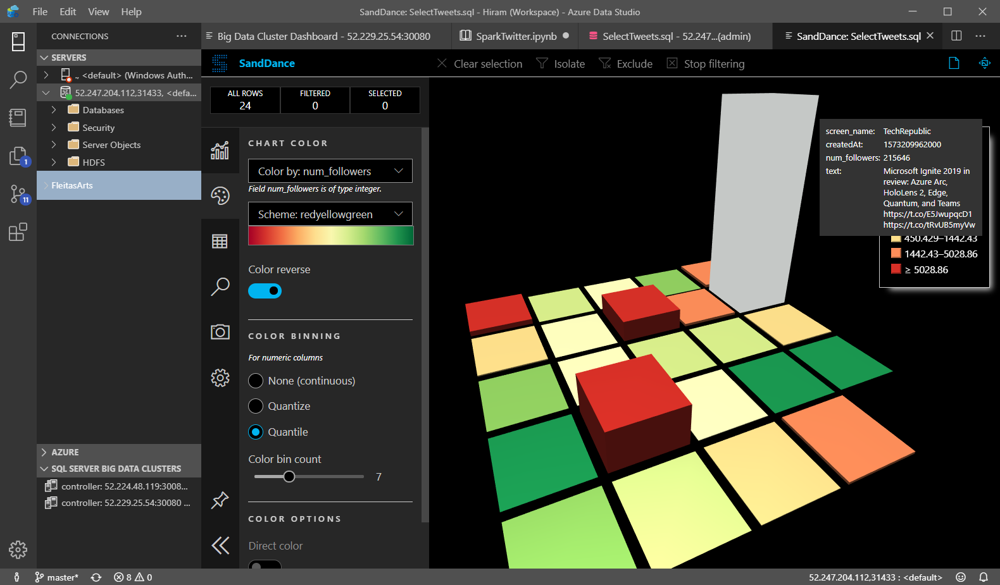 File Edit View Help
SandDance: SelectTweets.sql - Hiram (Workspace) - Azure Data Studio
CONNECTIONS
Big Data Cluster Dashboard - 52.229.25.54:30080
SparkTwitter.ipynb
SelectTweets.sql - 52.247...(admin)
SandDance: SelectTweets.sql
SERVERS
., <default> (Windows Auth...
52.247.204.112,31433, <defa...
Databases
Security
Server Objects
HDFS
FleitasArts
AZURE
SQL SERVER BIG DATA CLUSTERS
controller: 52.224.48.119:3008...
controller: 52.229.25.54:30080 ...
1
11
SandDance
Clear selection
Isolate
Exclude
Stop filtering
ALL ROWS
24
FILTERED
0
SELECTED
0
CHART COLOR
Color by: num_followers
Field num_followers is of type integer.
Scheme: redyellowgreen
Color reverse
COLOR BINNING
For numeric columns
None (continuous)
Quantize
Quantile
Color bin count
7
COLOR OPTIONS
Direct color
screen_name: TechRepublic
createdAt: 1573209962000
num_followers: 215646
text: Microsoft Ignite 2019 in
review: Azure Arc,
HoloLens 2, Edge,
Quantum, and Teams
https://t.co/E5JwupqcD1
https://t.co/tRvUB5myVw
450.429–1442.43
1442.43–5028.86
≥ 5028.86
master*
8
0
52.247.204.112,31433 : <default>